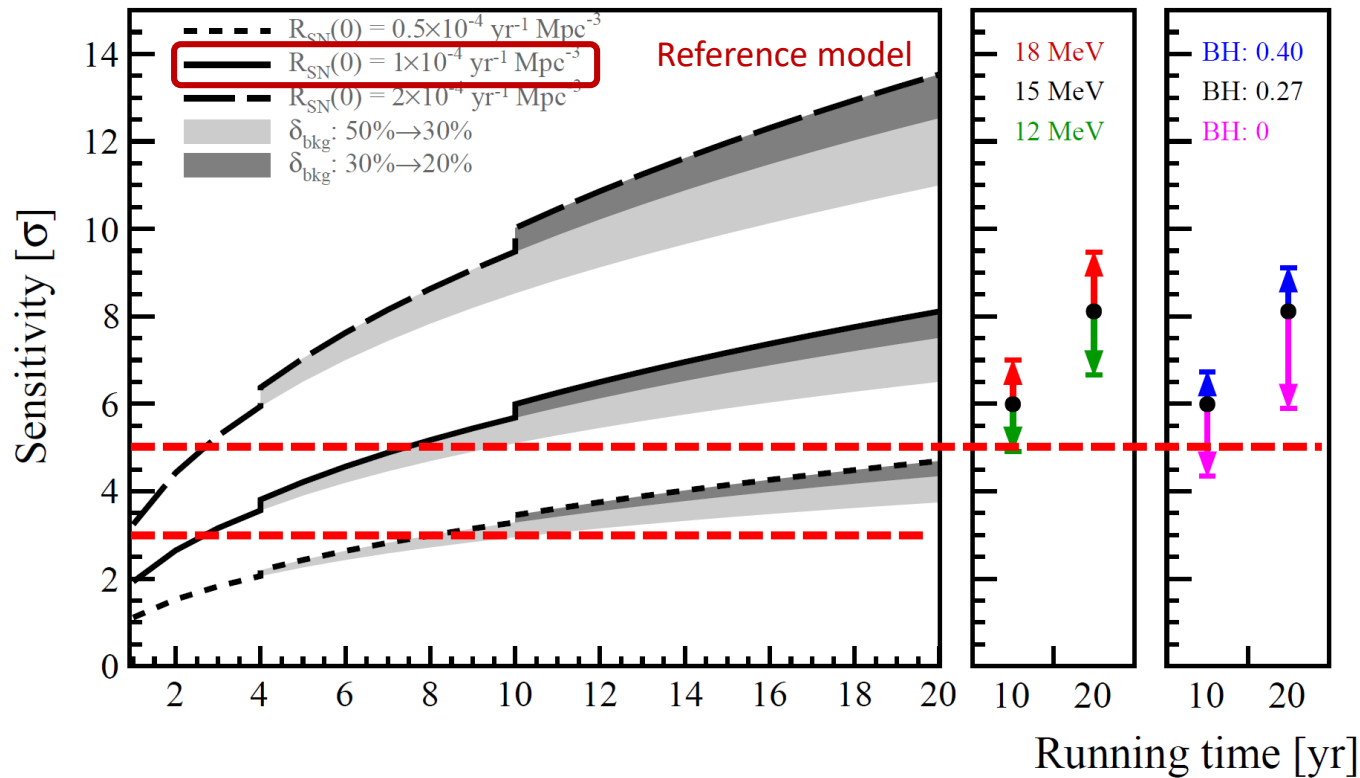 R_SN(0) = 0.5×10⁻⁴ yr⁻¹ Mpc⁻³
R_SN(0) = 1×10⁻⁴ yr⁻¹ Mpc⁻³
R_SN(0) = 2×10⁻⁴ yr⁻¹ Mpc⁻³
δ_bkg: 50%→30%
δ_bkg: 30%→20%
Reference model
18 MeV
15 MeV
12 MeV
BH: 0.40
BH: 0.27
BH: 0
Sensitivity [σ]
14
12
10
8
6
4
2
0
2 4 6 8 10 12 14 16 18 20
10 20
10 20
Running time [yr]